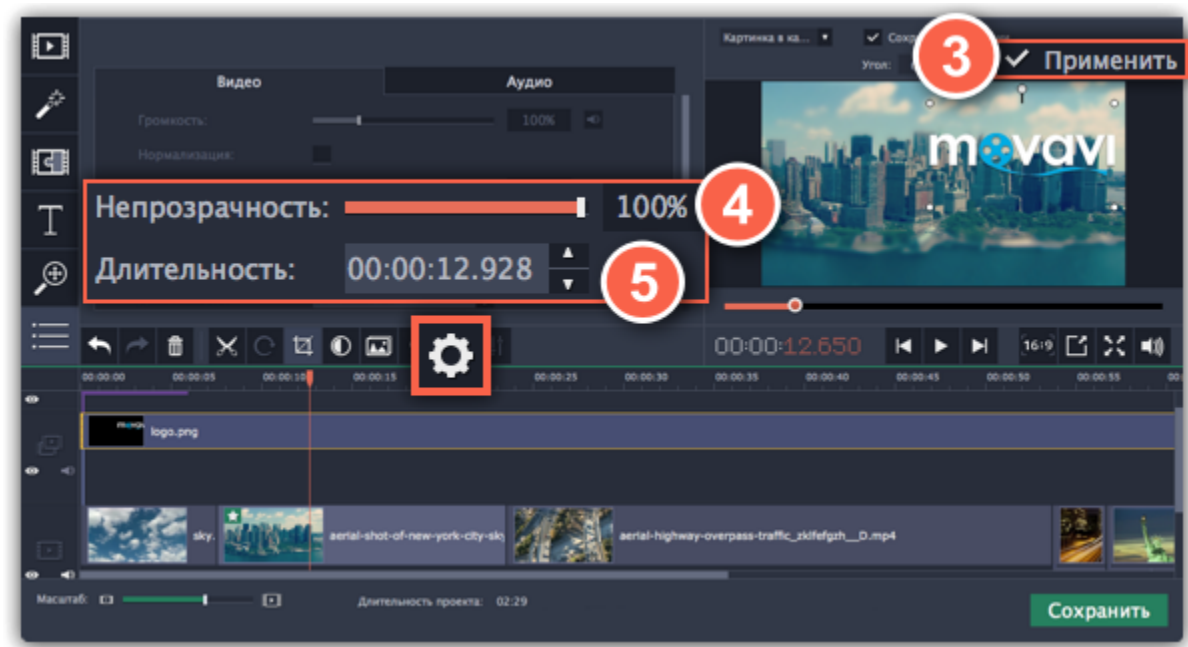 Картинка в ка...
3
Применить
Угол:
Видео
Аудио
Громкость:
100%
Нормализация:
movavi
Непрозрачность:
100%
4
Длительность:
00:00:12.928
5
00:00:12.650
16:9
00:00:00
00:00:05
00:00:10
00:00:15
00:00:25
00:00:30
00:00:35
00:00:40
00:00:45
00:00:50
00:00:55
logo.png
sky.
aerial-shot-of-new-york-city-sky
aerial-highway-overpass-traffic_zklfefgzh__D.mp4
Масштаб:
Длительность проекта: 02:29
Сохранить